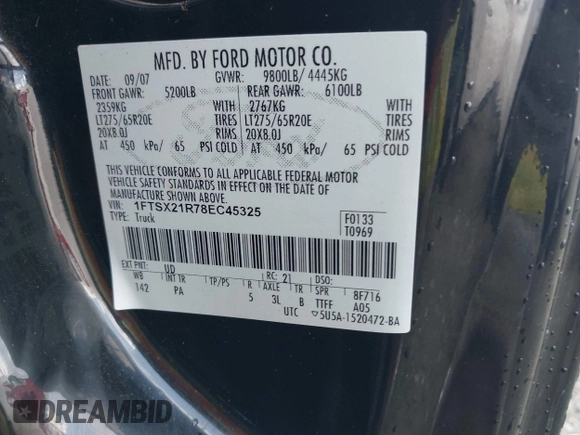 MFD. BY FORD MOTOR CO.
DATE: 09/07 GVWR: 9800LB/ 4445KG
FRONT GAWR: 5200LB REAR GAWR: 6100LB
2359KG WITH 2767KG WITH
LT275/65R20E TIRES LT275/65R20E TIRES
20X8.0J RIMS 20X8.0J RIMS
AT 450 kPa/ 65 PSI COLD AT 450 kPa/ 65 PSI COLD
THIS VEHICLE CONFORMS TO ALL APPLICABLE FEDERAL MOTOR
VEHICLE SAFETY STANDARDS IN EFFECT ON THE DATE OF
MANUFACTURE SHOWN ABOVE.
VIN: 1FTSX21R78EC45325
TYPE: Truck
F0133
T0969
EXT PNT: UD RC: 21 DSO:
WB INT TR TP/PS R AXLE TR SPR 8F716
142 PA 5 3L B TTFF A05
UTC ▽5U5A-1520472-BA
DREAMBID